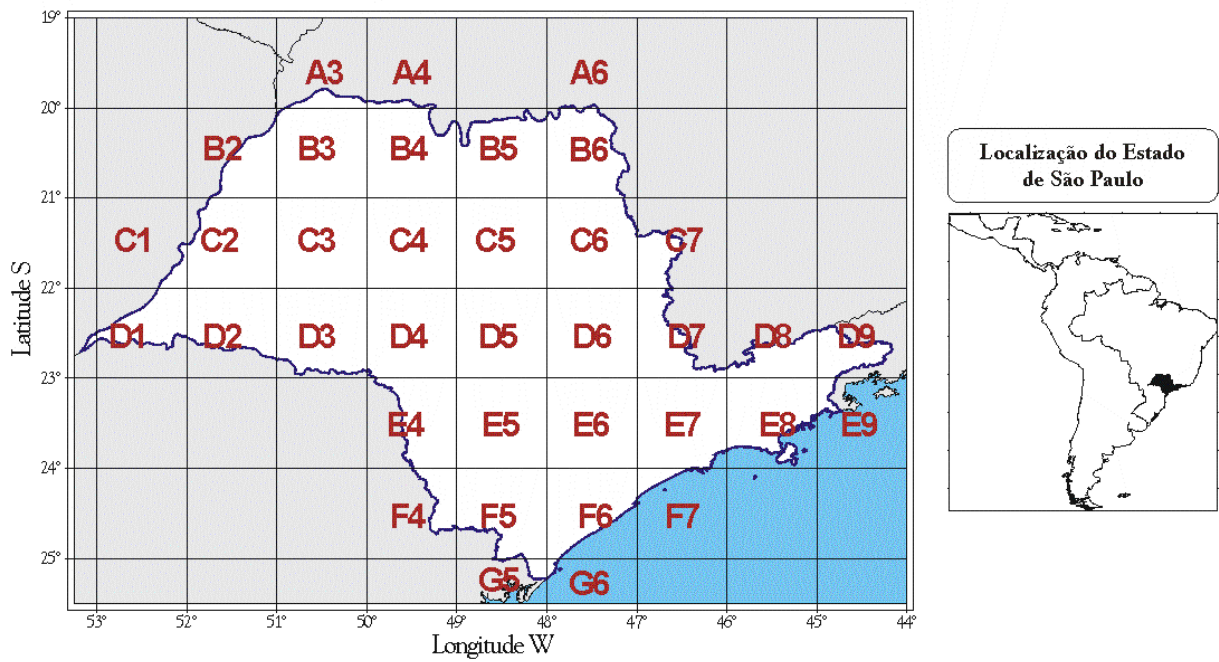 19°
A3 A4 A6
20°
B2 B3 B4 B5 B6
21°
C1 C2 C3 C4 C5 C6 C7
22°
D1 D2 D3 D4 D5 D6 D7 D8 D9
23°
E4 E5 E6 E7 E8 E9
24°
F4 F5 F6 F7
25°
G5 G6
53° 52° 51° 50° 49° 48° 47° 46° 45° 44°
Latitude S
Longitude W
Localização do Estado
de São Paulo